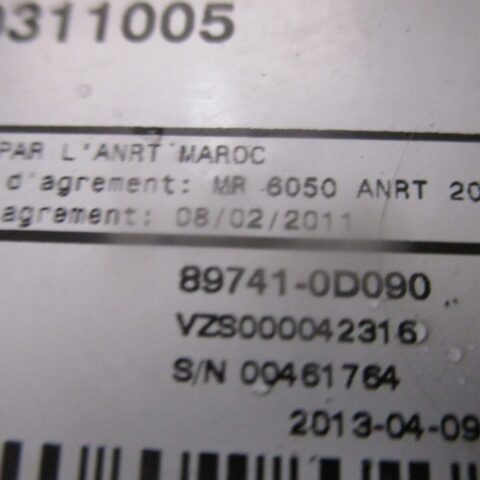 0311005
PAR L'ANRT MAROC
d'agrement: MR 6050 ANRT 20
agrement: 08/02/2011
89741-0D090
VZS000042316
S/N 00461764
2013-04-09